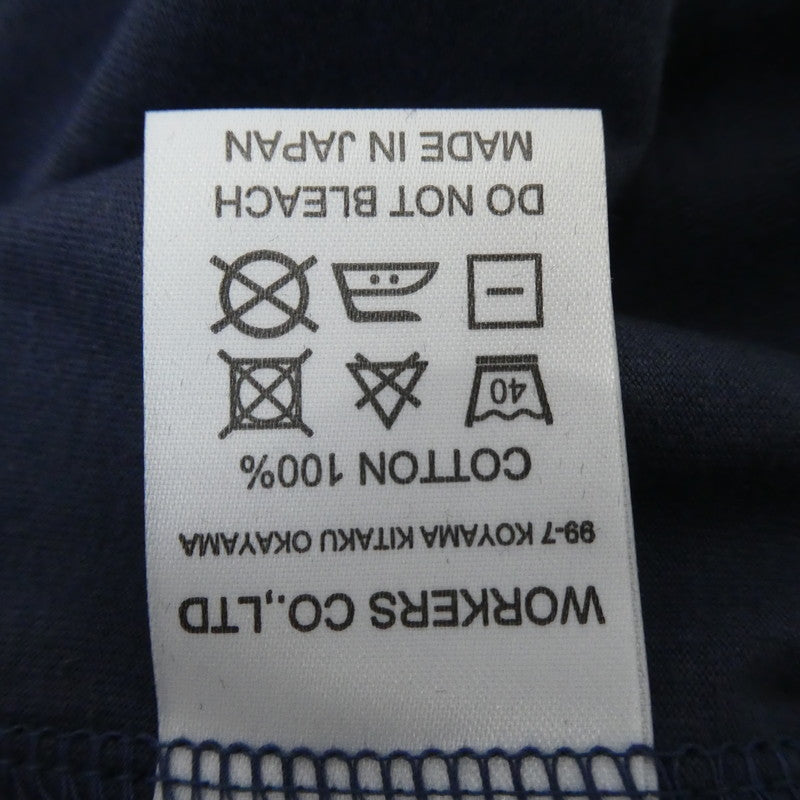 WORKERS CO.,LTD
99-7 KOYAMA KITAKU OKAYAMA
COTTON 100%
40
DO NOT BLEACH
MADE IN JAPAN